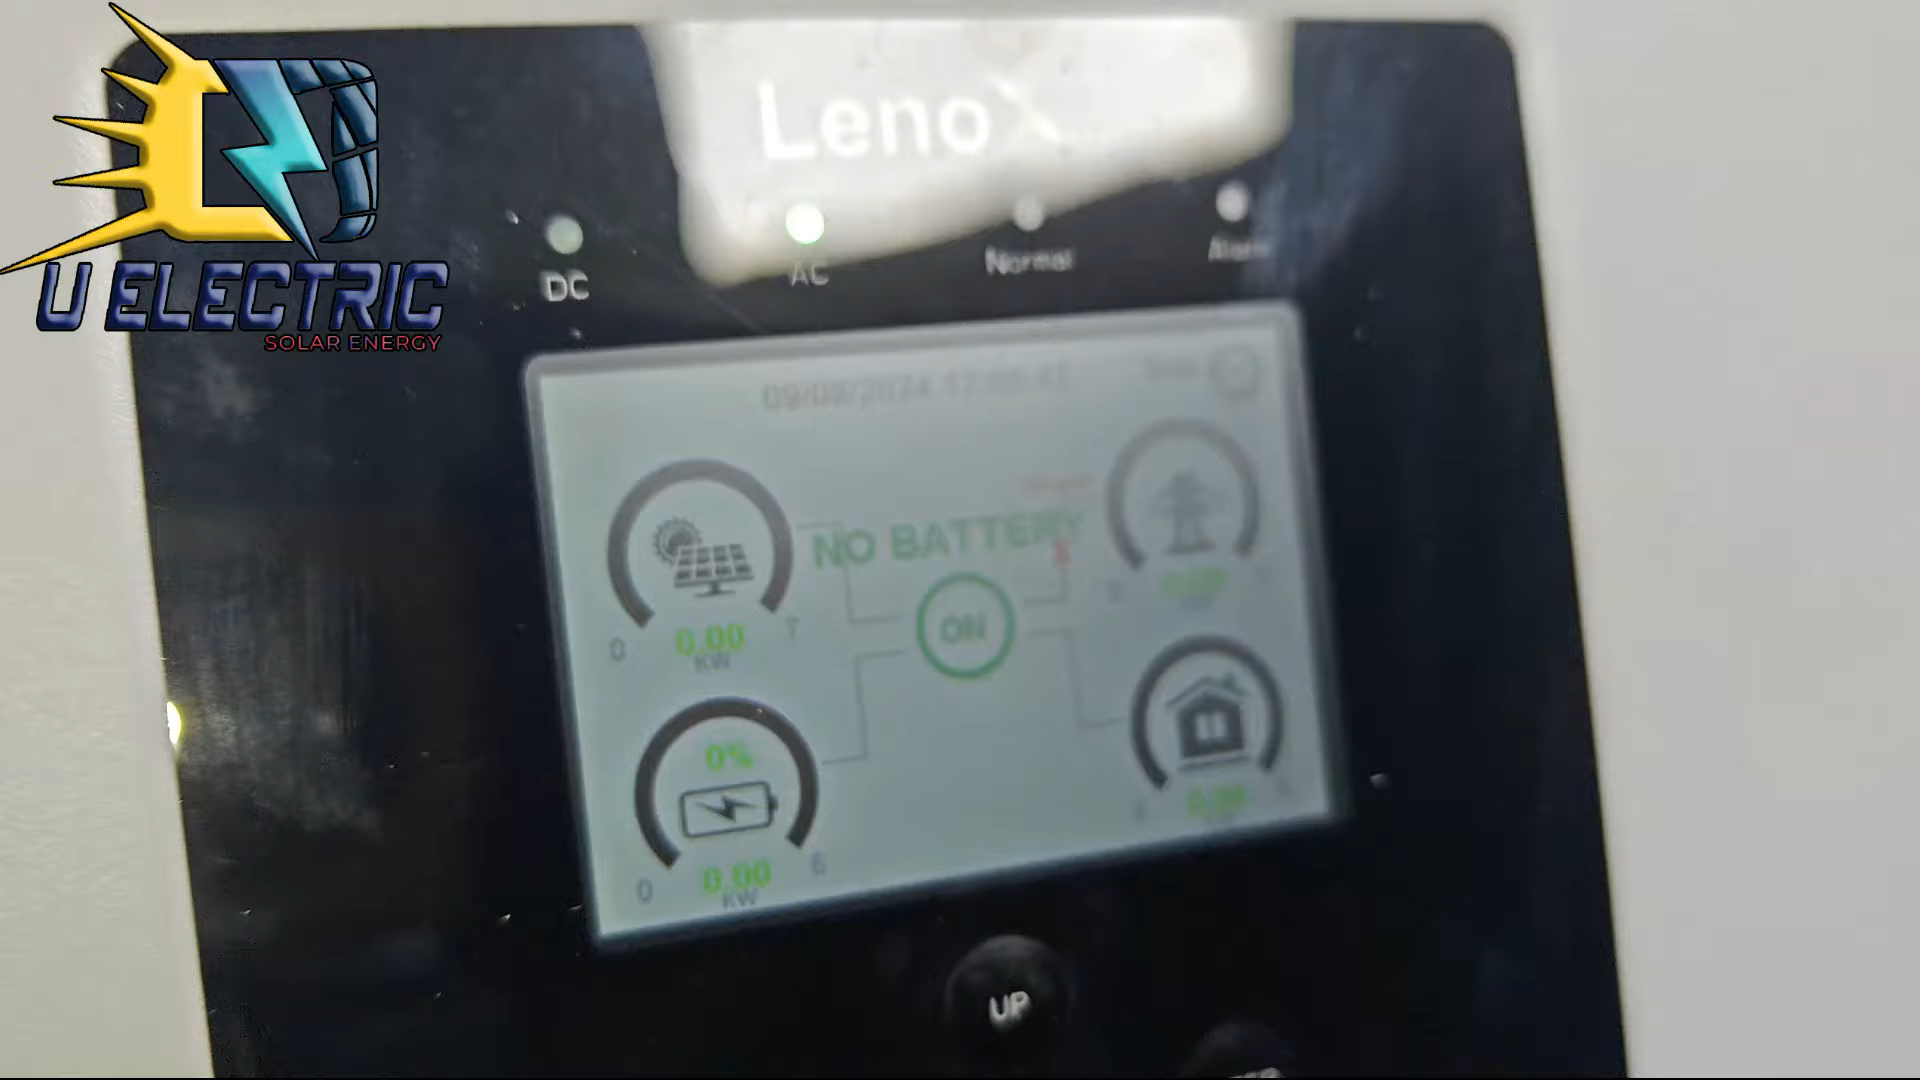 U ELECTRIC
SOLAR ENERGY
LenoX
DC
AC
Normal
Alarm
NO BATTERY
ON
0
0.00
7
KW
0%
0
0.00
6
KW
UP